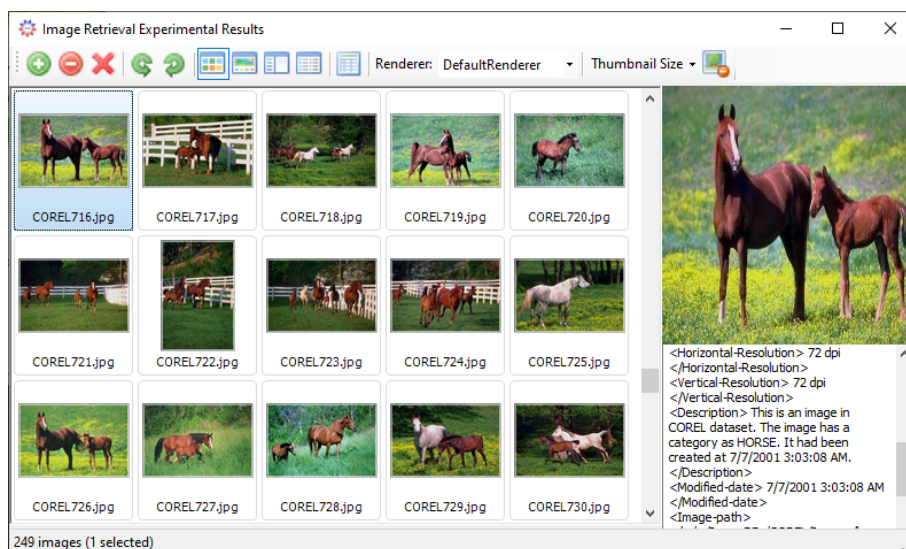 Image Retrieval Experimental Results
Renderer: DefaultRenderer Thumbnail Size
COREL716.jpg COREL717.jpg COREL718.jpg COREL719.jpg COREL720.jpg
COREL721.jpg COREL722.jpg COREL723.jpg COREL724.jpg COREL725.jpg
COREL726.jpg COREL727.jpg COREL728.jpg COREL729.jpg COREL730.jpg
<Horizontal-Resolution> 72 dpi
</Horizontal-Resolution>
<Vertical-Resolution> 72 dpi
</Vertical-Resolution>
<Description> This is an image in
COREL dataset. The image has a
category as HORSE. It had been
created at 7/7/2001 3:03:08 AM.
</Description>
<Modified-date> 7/7/2001 3:03:08 AM
</Modified-date>
<Image-path>
249 images (1 selected)